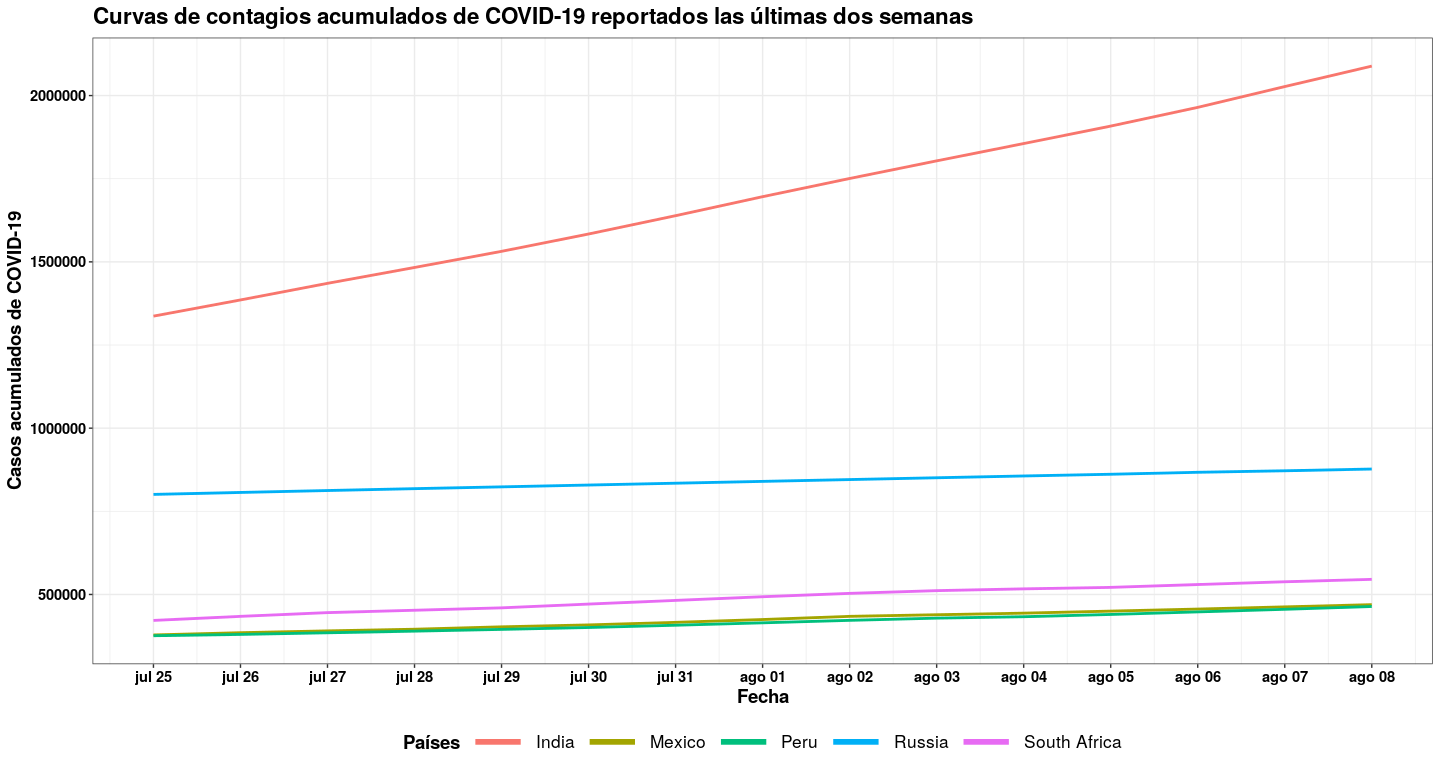 Curvas de contagios acumulados de COVID-19 reportados las últimas dos semanas
Casos acumulados de COVID-19
2000000
1500000
1000000
500000
jul 25 jul 26 jul 27 jul 28 jul 29 jul 30 jul 31 ago 01 ago 02 ago 03 ago 04 ago 05 ago 06 ago 07 ago 08
Fecha
Países India Mexico Peru Russia South Africa